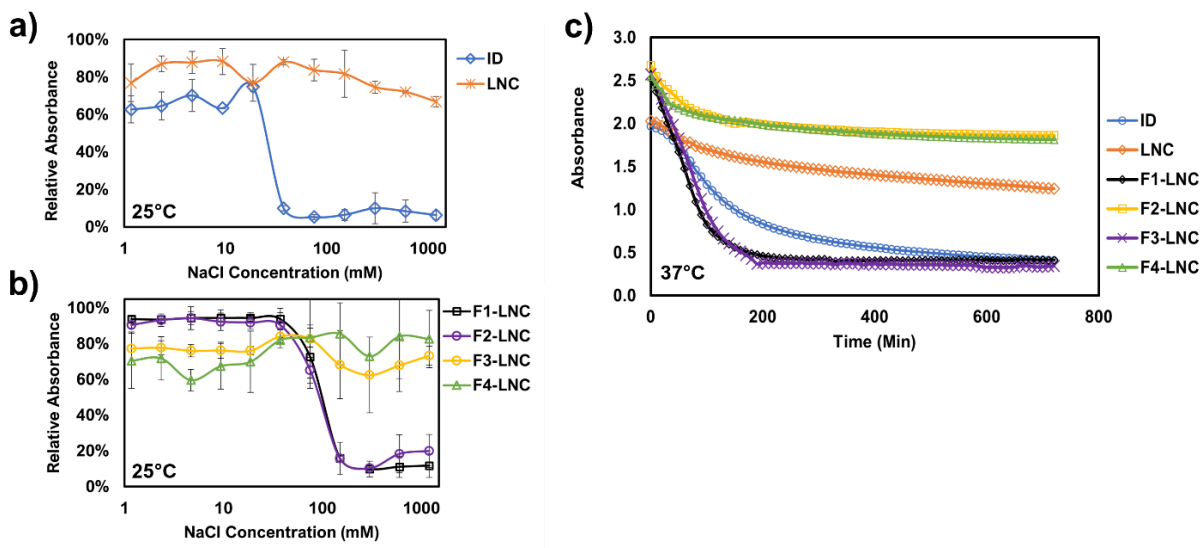 a)
100%
80%
60%
40%
20%
0%
Relative Absorbance
25°C
1
10
100
1000
NaCl Concentration (mM)
ID
LNC
b)
100%
80%
60%
40%
20%
0%
Relative Absorbance
25°C
1
10
100
1000
NaCl Concentration (mM)
F1-LNC
F2-LNC
F3-LNC
F4-LNC
c)
3.0
2.5
2.0
1.5
1.0
0.5
0.0
Absorbance
37°C
0
200
400
600
800
Time (Min)
ID
LNC
F1-LNC
F2-LNC
F3-LNC
F4-LNC